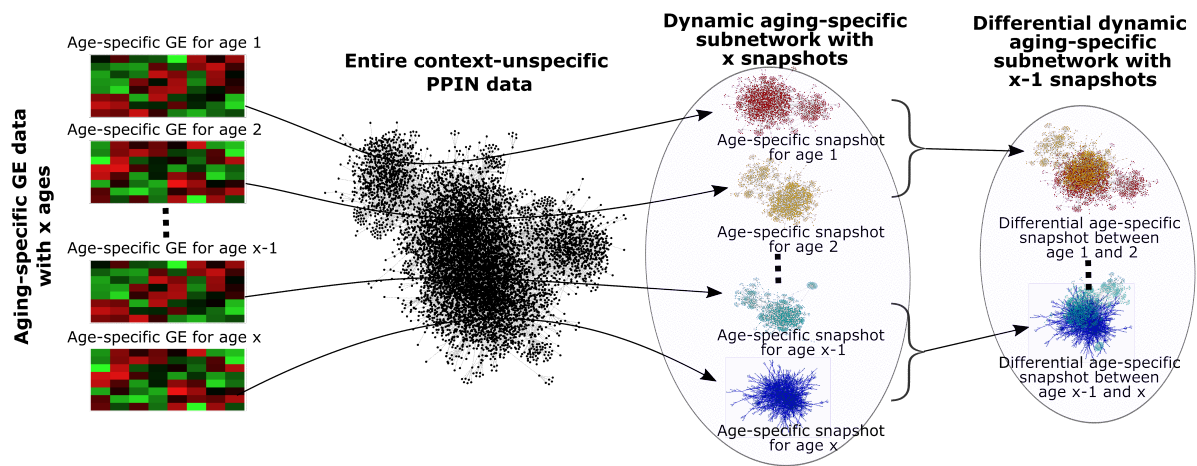 Aging-specific GE data
with x ages
Age-specific GE for age 1
Age-specific GE for age 2
Age-specific GE for age x-1
Age-specific GE for age x
Entire context-unspecific
PPIN data
Dynamic aging-specific
subnetwork with
x snapshots
Age-specific snapshot
for age 1
Age-specific snapshot
for age 2
Age-specific snapshot
for age x-1
Age-specific snapshot
for age x
Differential dynamic
aging-specific
subnetwork with
x-1 snapshots
Differential age-specific
snapshot between
age 1 and 2
Differential age-specific
snapshot between
age x-1 and x